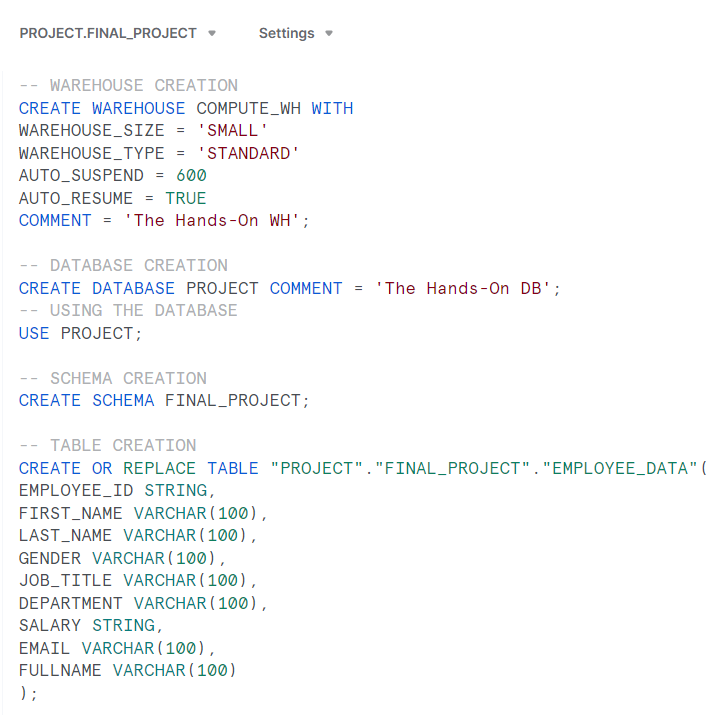 PROJECT.FINAL_PROJECT Settings
-- WAREHOUSE CREATION
CREATE WAREHOUSE COMPUTE_WH WITH
WAREHOUSE_SIZE = 'SMALL'
WAREHOUSE_TYPE = 'STANDARD'
AUTO_SUSPEND = 600
AUTO_RESUME = TRUE
COMMENT = 'The Hands-On WH';
-- DATABASE CREATION
CREATE DATABASE PROJECT COMMENT = 'The Hands-On DB';
-- USING THE DATABASE
USE PROJECT;
-- SCHEMA CREATION
CREATE SCHEMA FINAL_PROJECT;
-- TABLE CREATION
CREATE OR REPLACE TABLE "PROJECT"."FINAL_PROJECT"."EMPLOYEE_DATA"(
EMPLOYEE_ID STRING,
FIRST_NAME VARCHAR(100),
LAST_NAME VARCHAR(100),
GENDER VARCHAR(100),
JOB_TITLE VARCHAR(100),
DEPARTMENT VARCHAR(100),
SALARY STRING,
EMAIL VARCHAR(100),
FULLNAME VARCHAR(100)
);